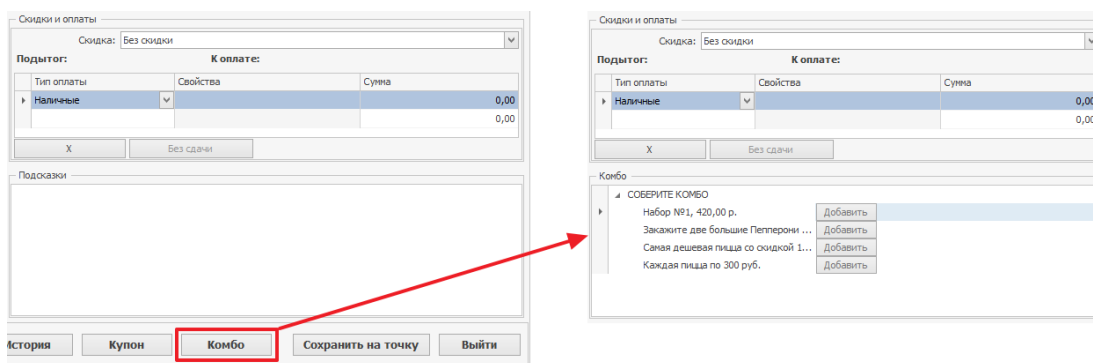 Скидки и оплаты
Скидка: Без скидки
Подытог: К оплате:
Тип оплаты Свойства Сумма
Наличные 0,00
0,00
X Без сдачи
Подсказки
История Купон Комбо Сохранить на точку Выйти
Скидки и оплаты
Скидка: Без скидки
Подытог: К оплате:
Тип оплаты Свойства Сумма
Наличные 0,00
0,00
X Без сдачи
Комбо
СОБЕРИТЕ КОМБО
Набор №1, 420,00 р. Добавить
Закажите две большие Пепперони ... Добавить
Самая дешевая пицца со скидкой 1... Добавить
Каждая пицца по 300 руб. Добавить